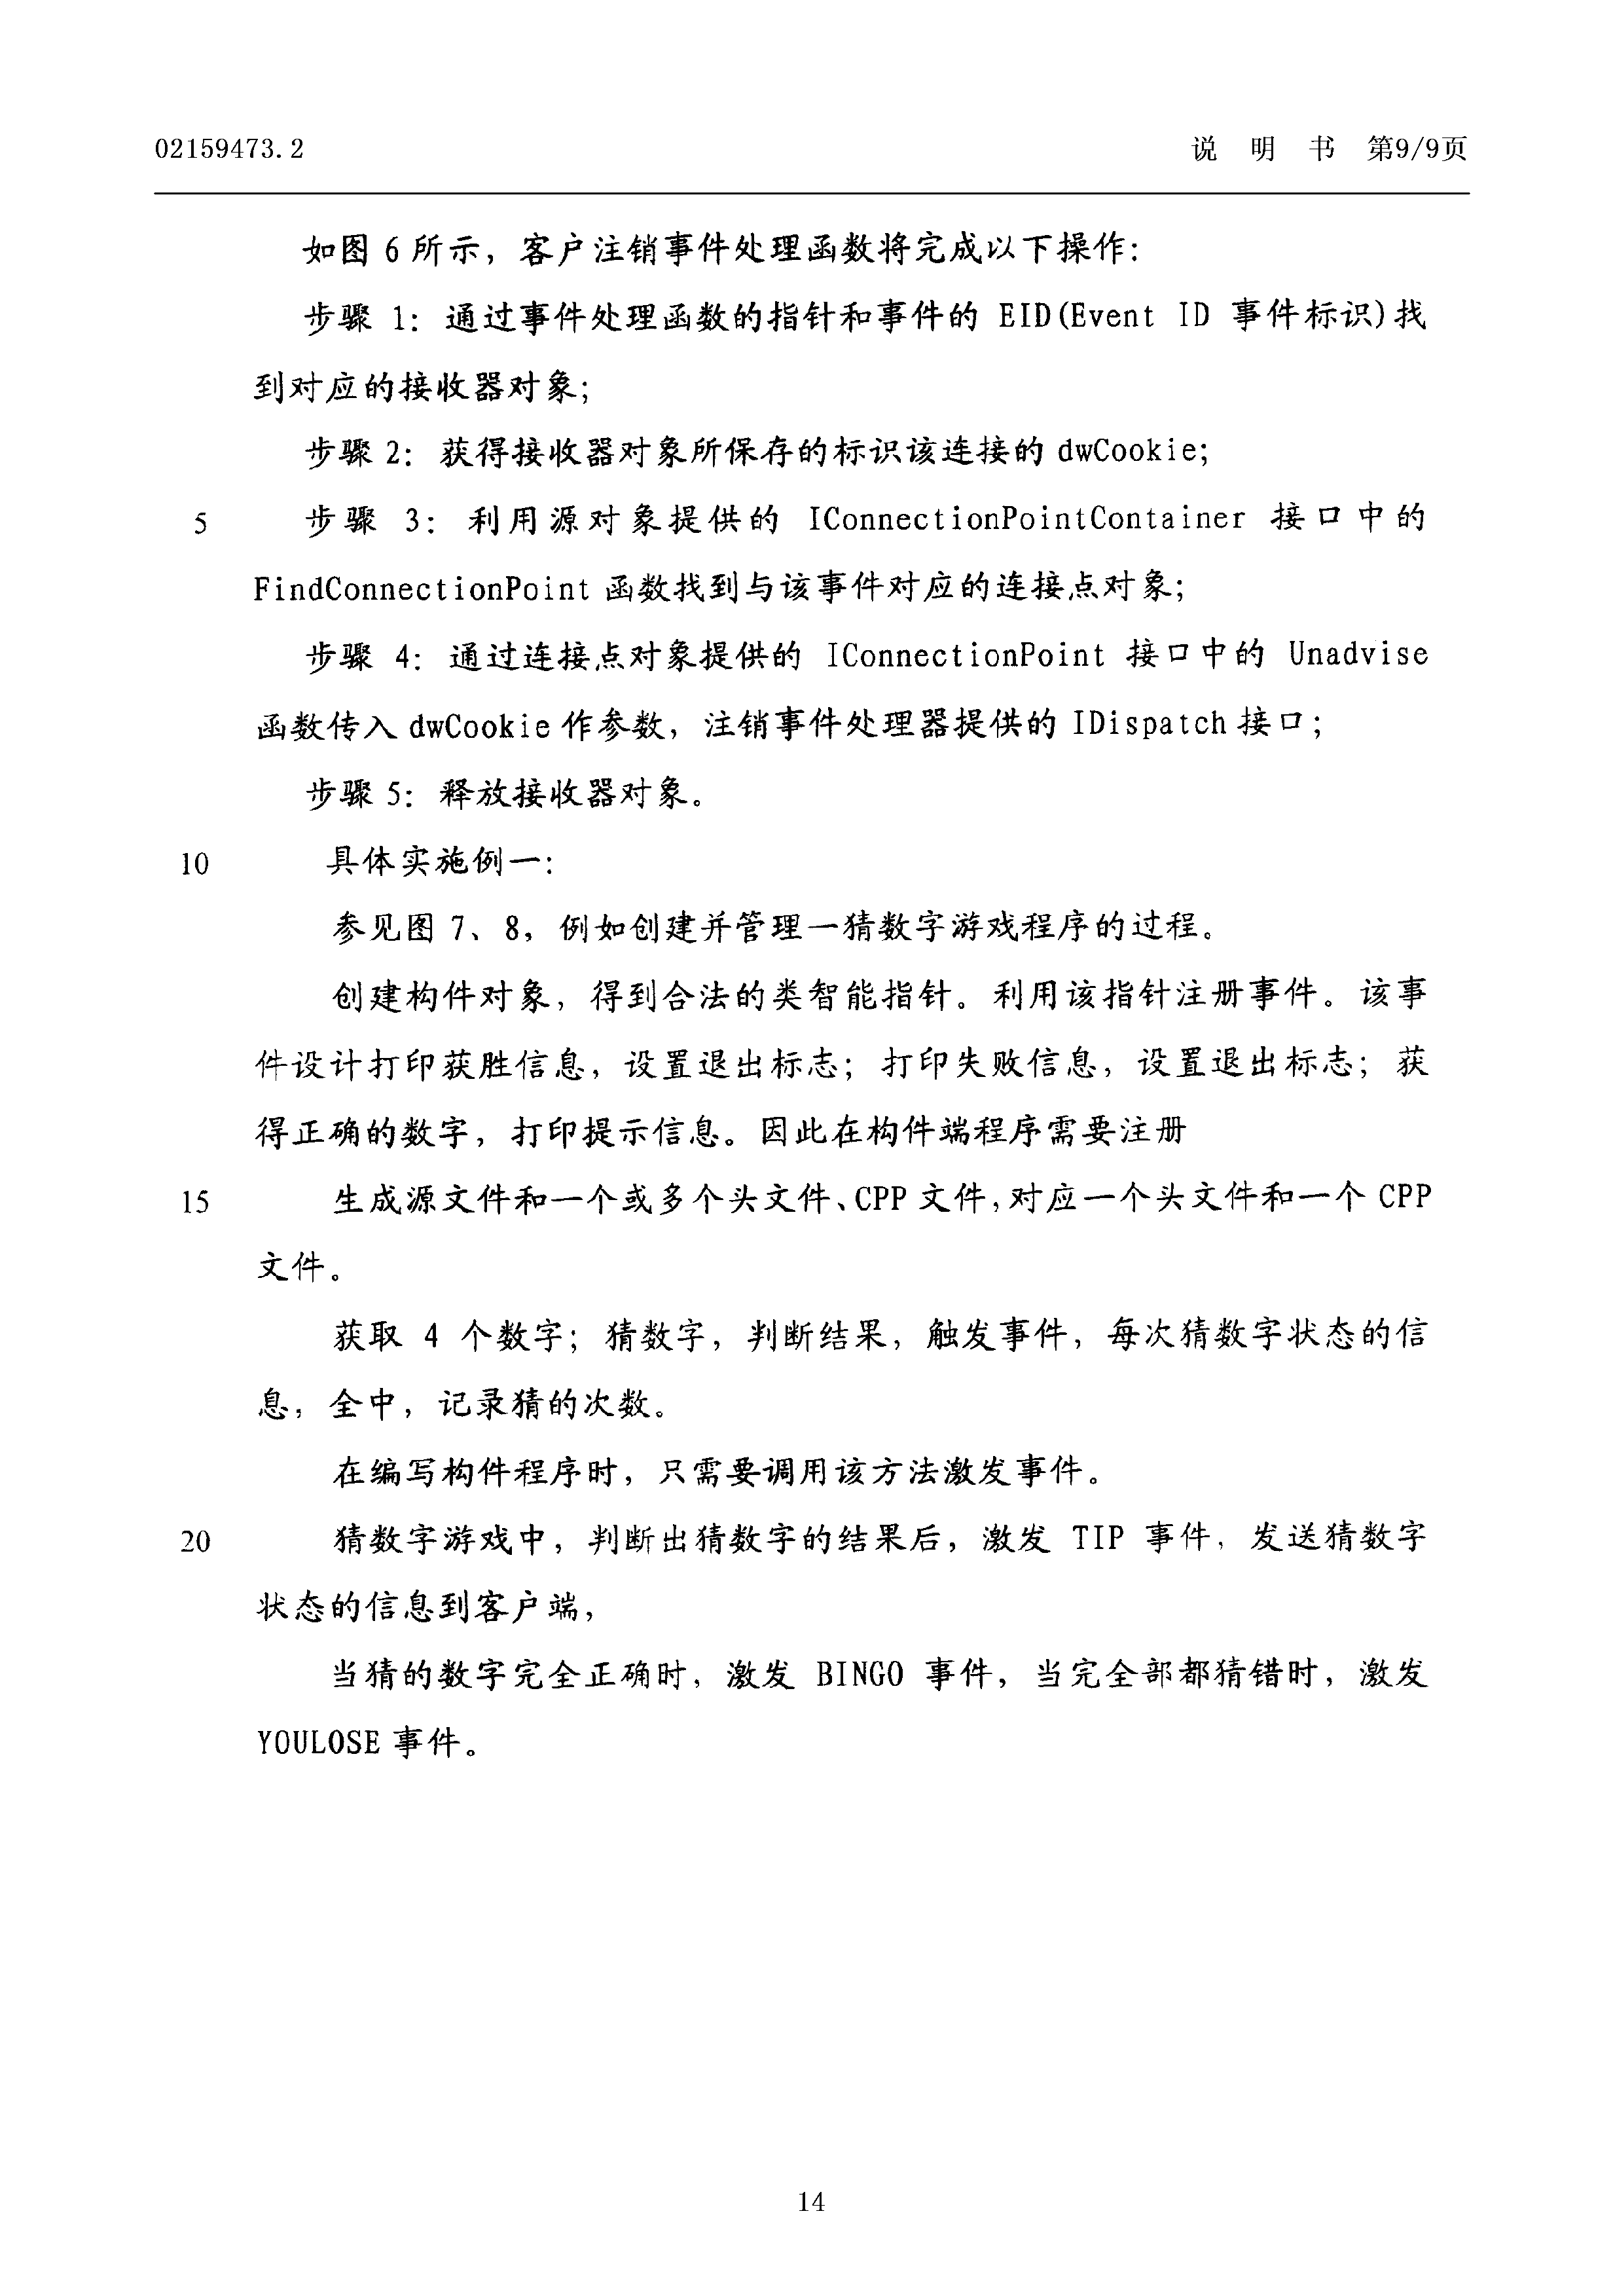 02159473.2 说 明 书 第9/9页
如图 6 所示，客户注销事件处理函数将完成以下操作：
步骤 1：通过事件处理函数的指针和事件的 EID(Event ID 事件标识)找
到对应的接收器对象；
步骤 2：获得接收器对象所保存的标识该连接的 dwCookie;
5 步骤 3：利用源对象提供的 IConnectionPointContainer 接口中的
FindConnectionPoint 函数找到与该事件对应的连接点对象；
步骤 4：通过连接点对象提供的 IConnectionPoint 接口中的 Unadvise
函数传入 dwCookie 作参数，注销事件处理器提供的 IDispatch 接口；
步骤 5：释放接收器对象。
10 具体实施例一：
参见图 7、8，例如创建并管理一猜数字游戏程序的过程。
创建构件对象，得到合法的类智能指针。利用该指针注册事件。该事
件设计打印获胜信息，设置退出标志；打印失败信息，设置退出标志；获
得正确的数字，打印提示信息。因此在构件端程序需要注册
15 生成源文件和一个或多个头文件、CPP 文件,对应一个头文件和一个 CPP
文件。
获取 4 个数字；猜数字，判断结果，触发事件，每次猜数字状态的信
息，全中，记录猜的次数。
在编写构件程序时，只需要调用该方法激发事件。
20 猜数字游戏中，判断出猜数字的结果后，激发 TIP 事件，发送猜数字
状态的信息到客户端，
当猜的数字完全正确时，激发 BINGO 事件，当完全部都猜错时，激发
YOULOSE 事件。
14